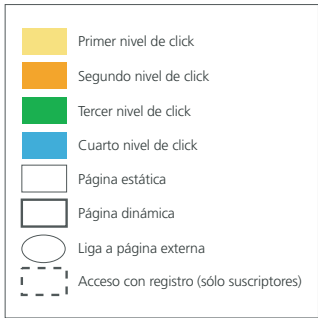 Primer nivel de click
Segundo nivel de click
Tercer nivel de click
Cuarto nivel de click
Página estática
Página dinámica
Liga a página externa
Acceso con registro (sólo suscriptores)